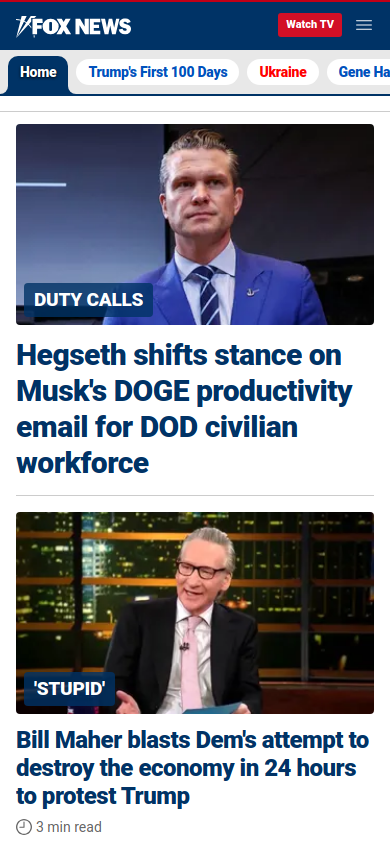 FOX NEWS
Watch TV
Home
Trump's First 100 Days
Ukraine
Gene Ha
DUTY CALLS
Hegseth shifts stance on
Musk's DOGE productivity
email for DOD civilian
workforce
'STUPID'
Bill Maher blasts Dem's attempt to
destroy the economy in 24 hours
to protest Trump
3 min read